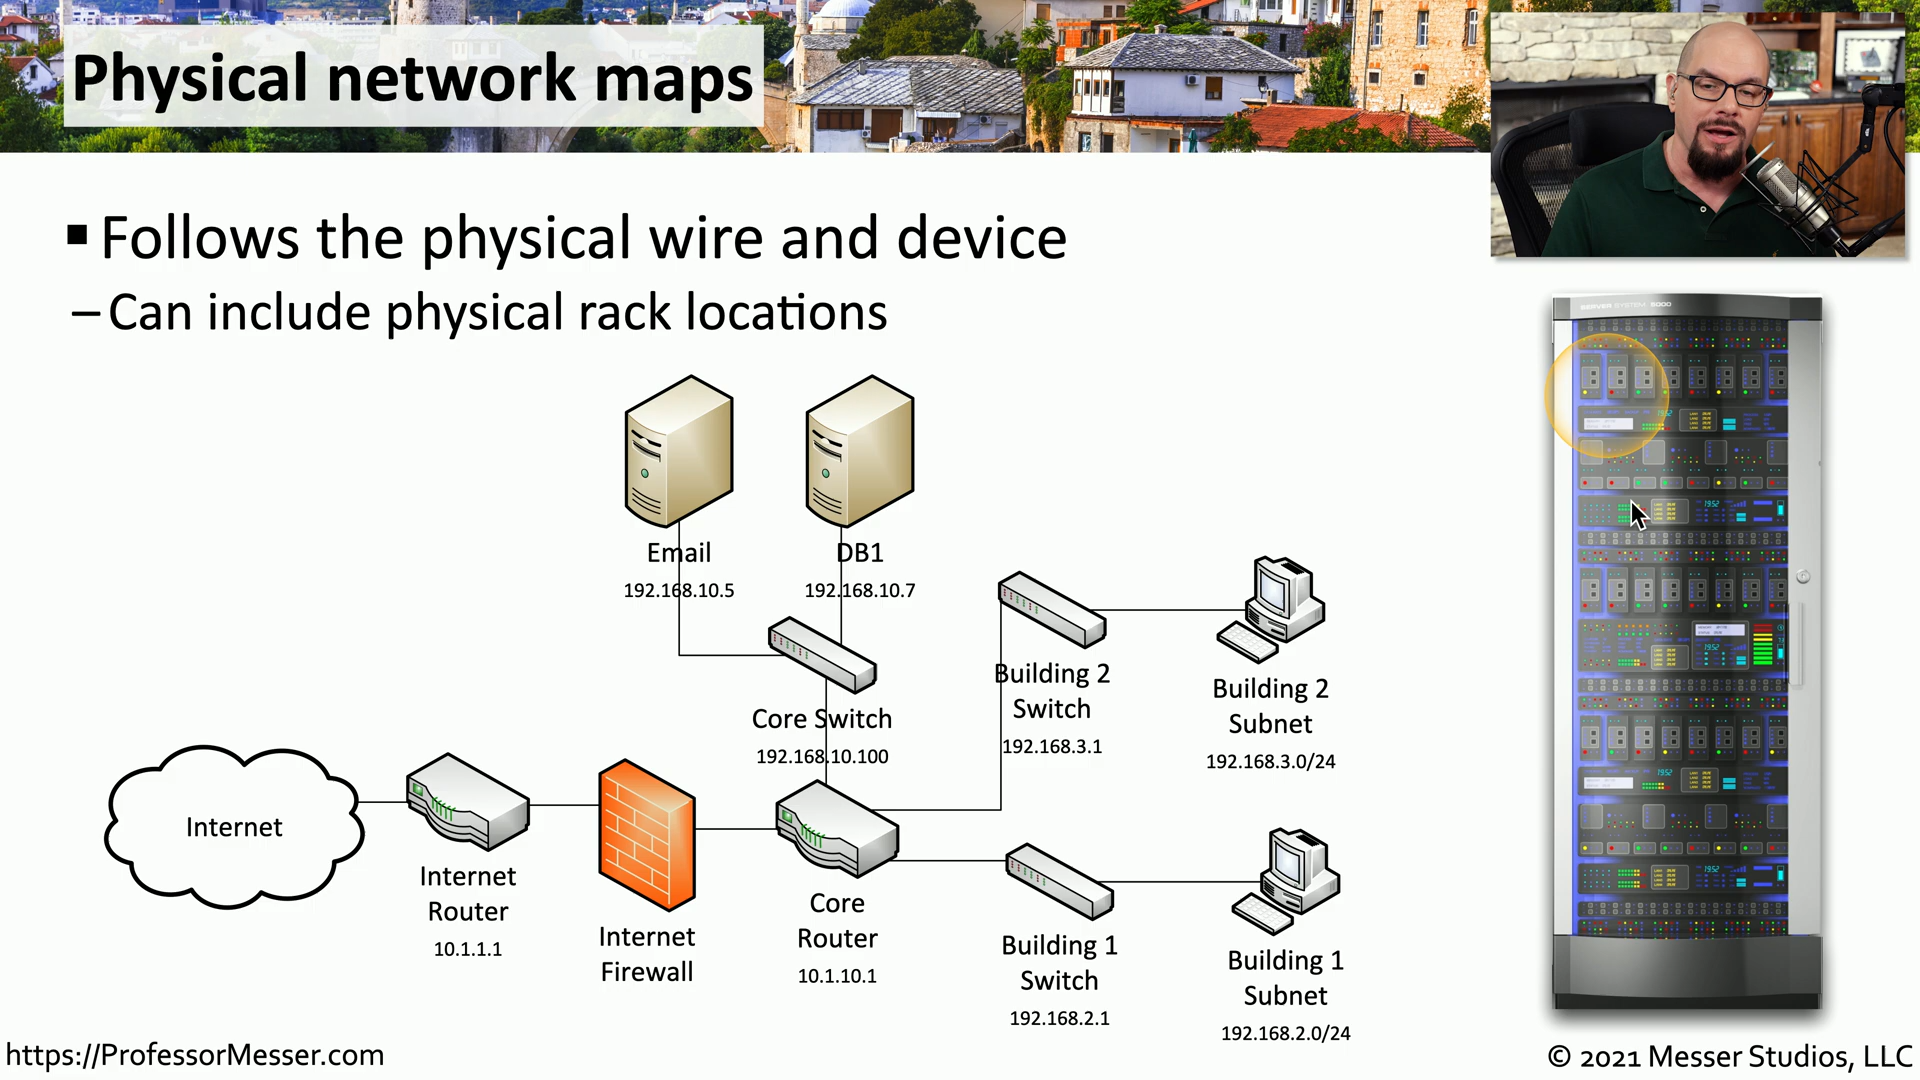 Physical network maps
▪ Follows the physical wire and device
– Can include physical rack locations
SERVER SYSTEM 5000
Email
192.168.10.5
DB1
192.168.10.7
Core Switch
192.168.10.100
Building 2
Switch
192.168.3.1
Building 2
Subnet
192.168.3.0/24
Internet
Internet
Router
10.1.1.1
Internet
Firewall
Core
Router
10.1.10.1
Building 1
Switch
192.168.2.1
Building 1
Subnet
192.168.2.0/24
https://ProfessorMesser.com
© 2021 Messer Studios, LLC